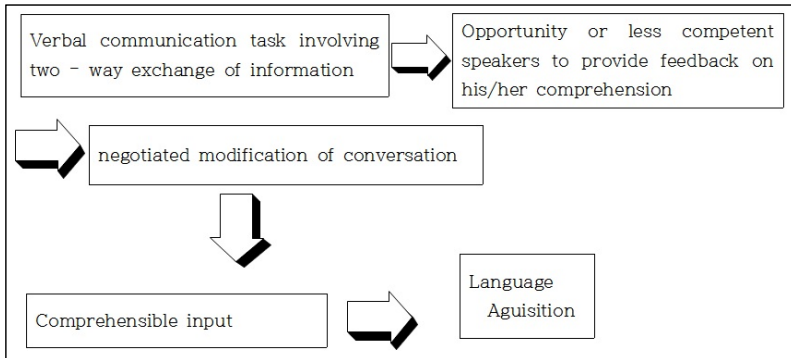 Verbal communication task involving
two - way exchange of information
Opportunity or less competent
speakers to provide feedback on
his/her comprehension
negotiated modification of conversation
Comprehensible input
Language
Aguisition